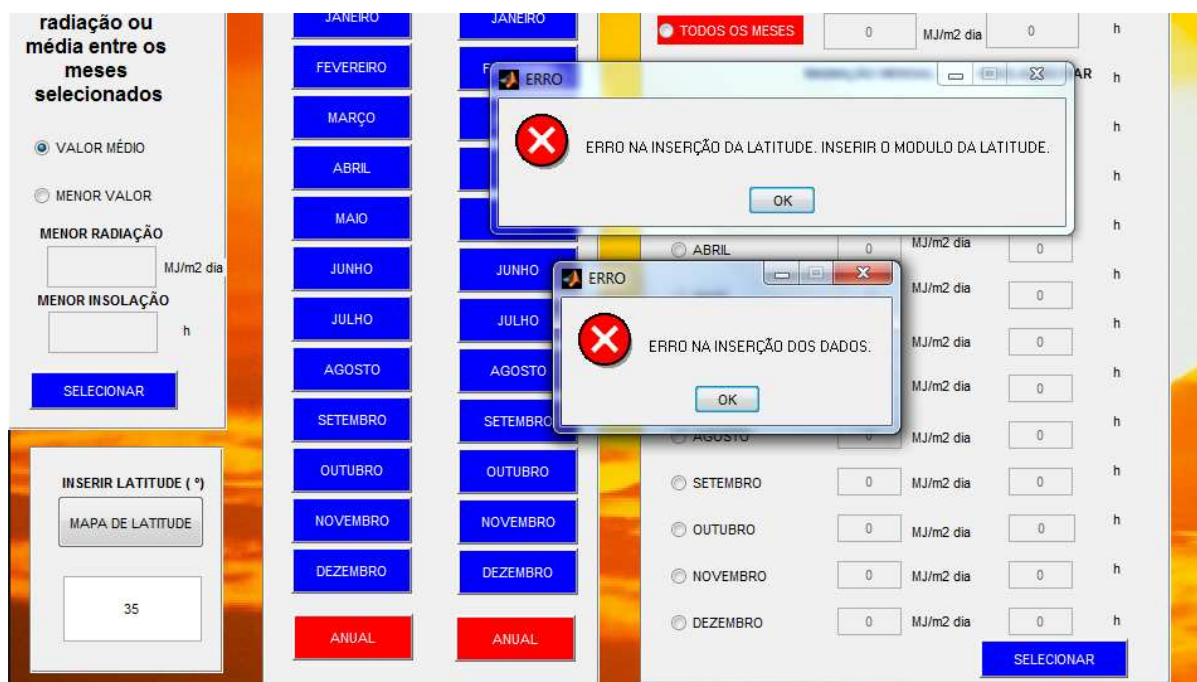 radiação ou
média entre os
meses
selecionados
VALOR MÉDIO
MENOR VALOR
MENOR RADIAÇÃO
MJ/m2 dia
MENOR INSOLAÇÃO
h
SELECIONAR
INSERIR LATITUDE ( º)
MAPA DE LATITUDE
35
JANEIRO
FEVEREIRO
MARÇO
ABRIL
MAIO
JUNHO
JULHO
AGOSTO
SETEMBRO
OUTUBRO
NOVEMBRO
DEZEMBRO
ANUAL
JANEIRO
JUNHO
JULHO
AGOSTO
SETEMBRO
OUTUBRO
NOVEMBRO
DEZEMBRO
ANUAL
TODOS OS MESES 0 MJ/m2 dia 0 h
AR h
ERRO
ERRO NA INSERÇÃO DA LATITUDE. INSERIR O MODULO DA LATITUDE.
OK
h
h
h
ABRIL 0 MJ/m2 dia 0
ERRO
ERRO NA INSERÇÃO DOS DADOS.
OK
h
MJ/m2 dia 0
h
MJ/m2 dia 0
h
MJ/m2 dia 0
AGOSTO 0 MJ/m2 dia 0 h
SETEMBRO 0 MJ/m2 dia 0 h
OUTUBRO 0 MJ/m2 dia 0 h
NOVEMBRO 0 MJ/m2 dia 0 h
DEZEMBRO 0 MJ/m2 dia 0 h
SELECIONAR